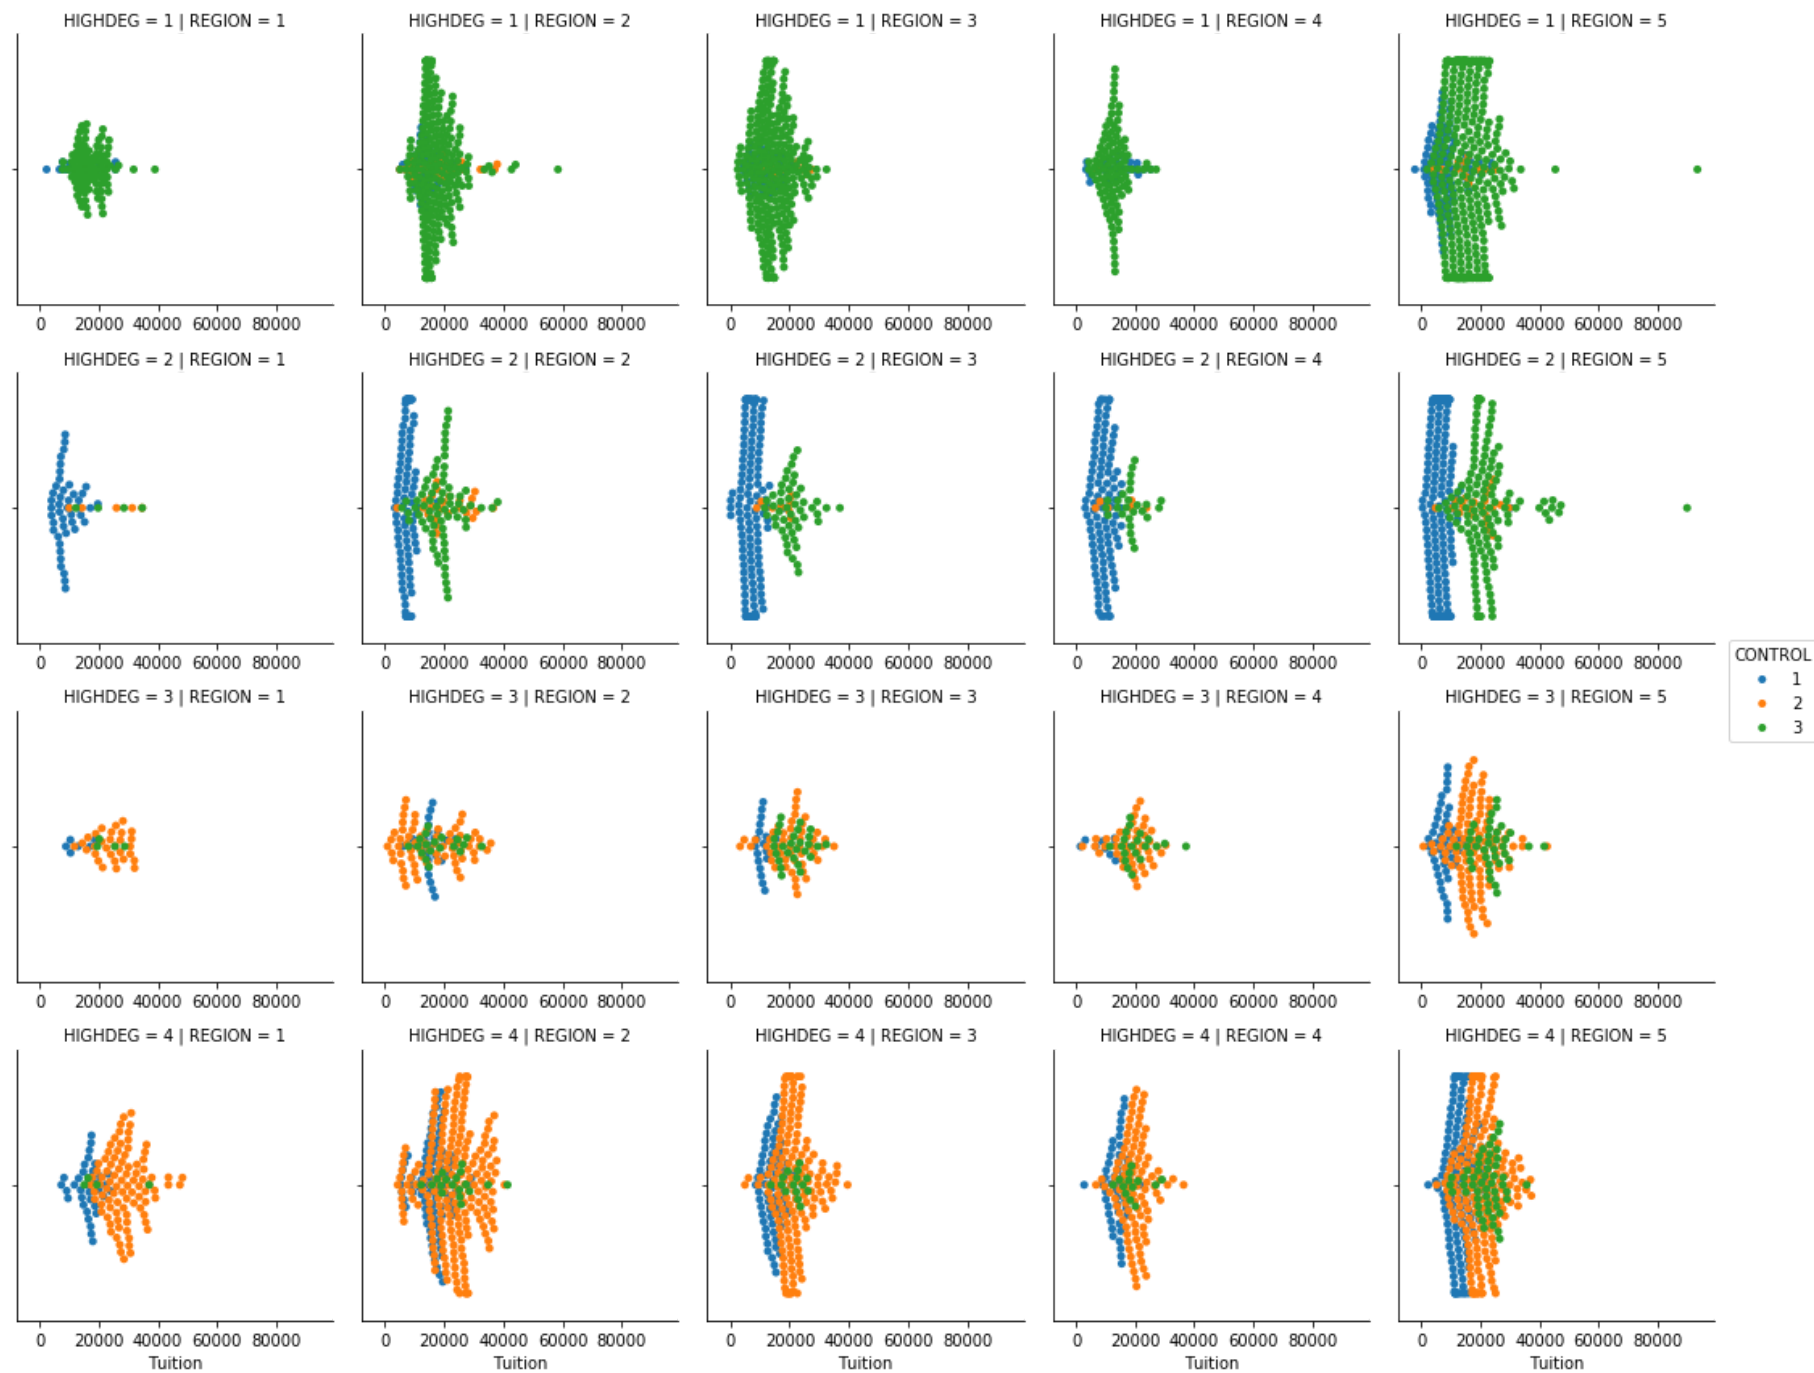 HIGHDEG = 1 | REGION = 1
HIGHDEG = 1 | REGION = 2
HIGHDEG = 1 | REGION = 3
HIGHDEG = 1 | REGION = 4
HIGHDEG = 1 | REGION = 5
0 20000 40000 60000 80000
0 20000 40000 60000 80000
0 20000 40000 60000 80000
0 20000 40000 60000 80000
0 20000 40000 60000 80000
HIGHDEG = 2 | REGION = 1
HIGHDEG = 2 | REGION = 2
HIGHDEG = 2 | REGION = 3
HIGHDEG = 2 | REGION = 4
HIGHDEG = 2 | REGION = 5
0 20000 40000 60000 80000
0 20000 40000 60000 80000
0 20000 40000 60000 80000
0 20000 40000 60000 80000
0 20000 40000 60000 80000
CONTROL
1
2
3
HIGHDEG = 3 | REGION = 1
HIGHDEG = 3 | REGION = 2
HIGHDEG = 3 | REGION = 3
HIGHDEG = 3 | REGION = 4
HIGHDEG = 3 | REGION = 5
0 20000 40000 60000 80000
0 20000 40000 60000 80000
0 20000 40000 60000 80000
0 20000 40000 60000 80000
0 20000 40000 60000 80000
HIGHDEG = 4 | REGION = 1
HIGHDEG = 4 | REGION = 2
HIGHDEG = 4 | REGION = 3
HIGHDEG = 4 | REGION = 4
HIGHDEG = 4 | REGION = 5
0 20000 40000 60000 80000
0 20000 40000 60000 80000
0 20000 40000 60000 80000
0 20000 40000 60000 80000
0 20000 40000 60000 80000
Tuition
Tuition
Tuition
Tuition
Tuition